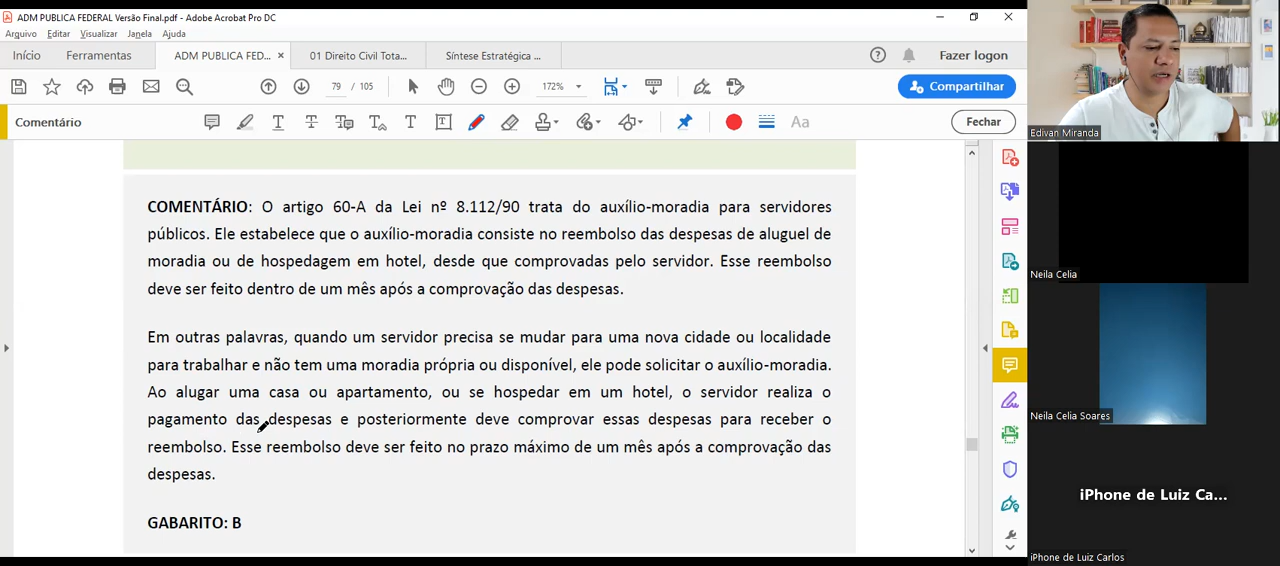 ADM PUBLICA FEDERAL Versão Final.pdf - Adobe Acrobat Pro DC
Arquivo Editar Visualizar Janela Ajuda
Início Ferramentas ADM PUBLICA FED... × 01 Direito Civil Tota... Síntese Estratégica ... Fazer logon
79 / 105 172% Compartilhar
Comentário Aa Fechar
COMENTÁRIO: O artigo 60-A da Lei nº 8.112/90 trata do auxílio-moradia para servidores
públicos. Ele estabelece que o auxílio-moradia consiste no reembolso das despesas de aluguel de
moradia ou de hospedagem em hotel, desde que comprovadas pelo servidor. Esse reembolso
deve ser feito dentro de um mês após a comprovação das despesas.
Em outras palavras, quando um servidor precisa se mudar para uma nova cidade ou localidade
para trabalhar e não tem uma moradia própria ou disponível, ele pode solicitar o auxílio-moradia.
Ao alugar uma casa ou apartamento, ou se hospedar em um hotel, o servidor realiza o
pagamento das despesas e posteriormente deve comprovar essas despesas para receber o
reembolso. Esse reembolso deve ser feito no prazo máximo de um mês após a comprovação das
despesas.
GABARITO: B
Edivan Miranda
Neila Celia
Neila Celia Soares
iPhone de Luiz Ca...
iPhone de Luiz Carlos